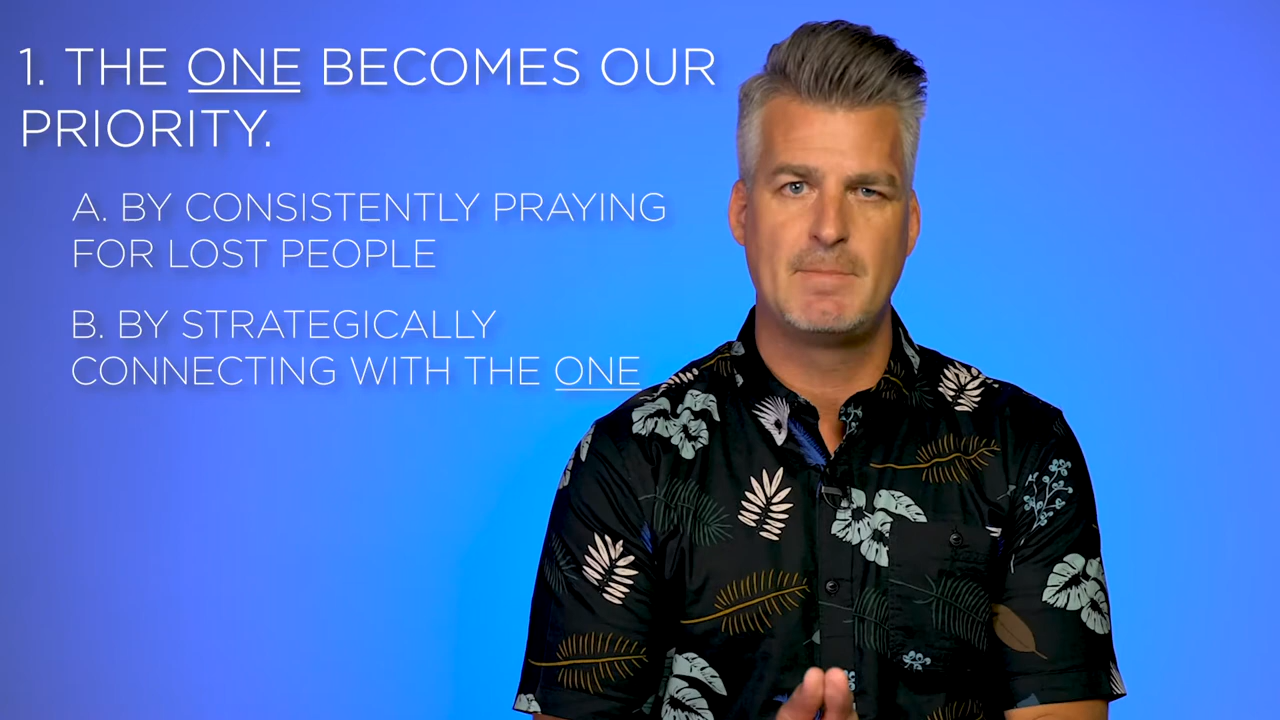 1. THE ONE BECOMES OUR
PRIORITY.
A. BY CONSISTENTLY PRAYING
FOR LOST PEOPLE
B. BY STRATEGICALLY
CONNECTING WITH THE ONE